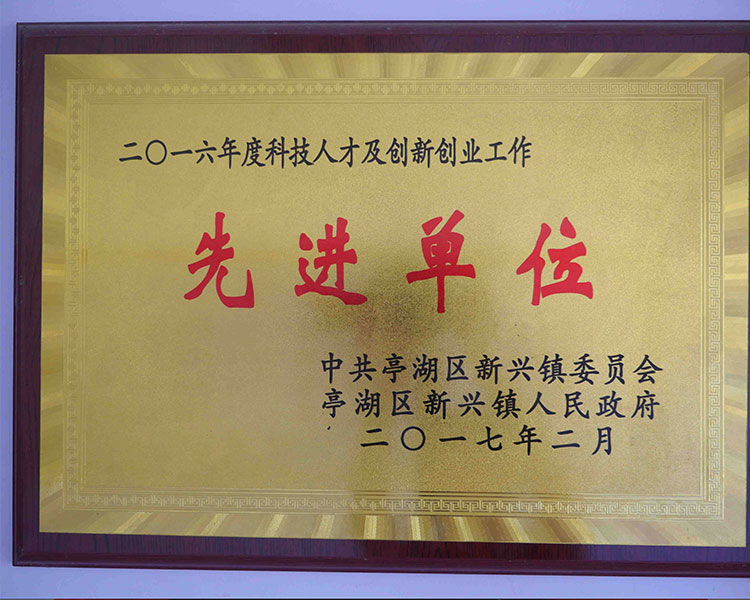 二〇一六年度科技人才及创新创业工作
先进单位
中共亭湖区新兴镇委员会
亭湖区新兴镇人民政府
二〇一七年二月